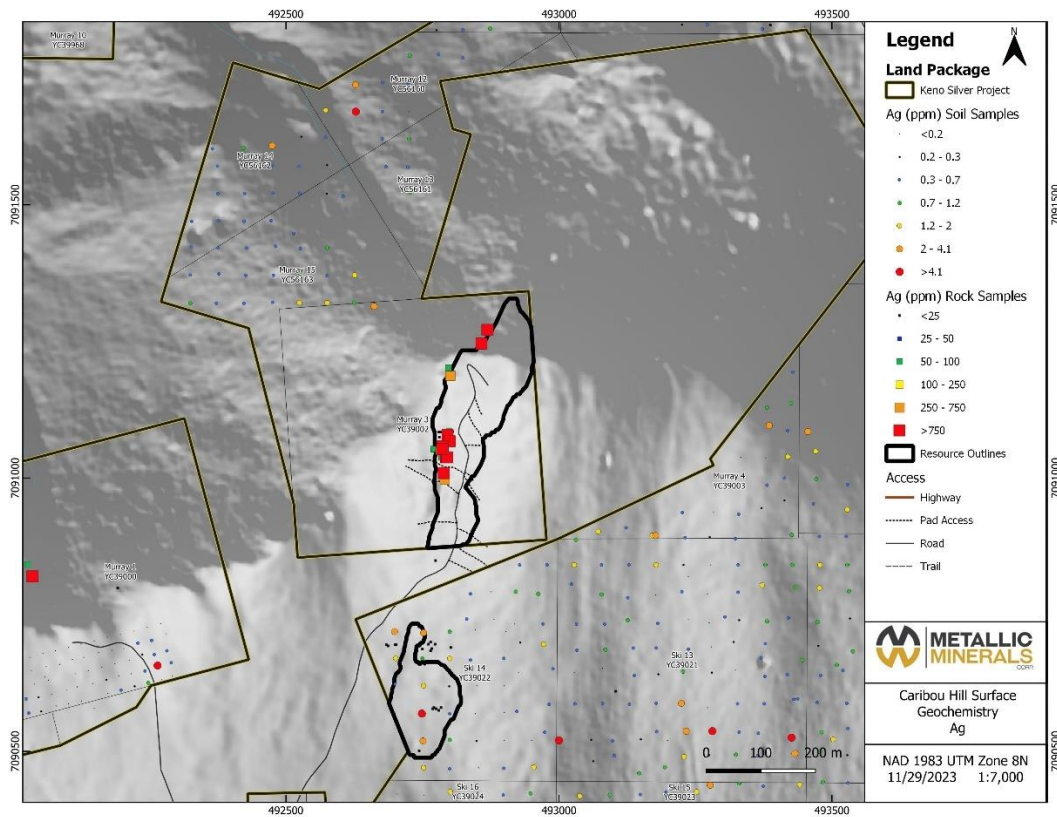 492500
493000
493500
Murray 10
YC39968
Murray 12
YC56160
Murray 14
YC56162
Murray 13
YC56161
Murray 15
YC56163
Murray 3
YC39002
Murray 4
YC39003
Murray 1
YC39000
Ski 14
YC39022
Ski 13
YC39021
Ski 16
YC39024
Ski 15
YC39023
0 100 200 m
7091500
7091000
7090500
7091500
7091000
7090500
492500
493000
493500
Legend
N
Land Package
Keno Silver Project
Ag (ppm) Soil Samples
<0.2
0.2 - 0.3
0.3 - 0.7
0.7 - 1.2
1.2 - 2
2 - 4.1
>4.1
Ag (ppm) Rock Samples
<25
25 - 50
50 - 100
100 - 250
250 - 750
>750
Resource Outlines
Access
Highway
Pad Access
Road
Trail
METALLIC
MINERALS
CORP.
Caribou Hill Surface
Geochemistry
Ag
NAD 1983 UTM Zone 8N
11/29/2023 1:7,000